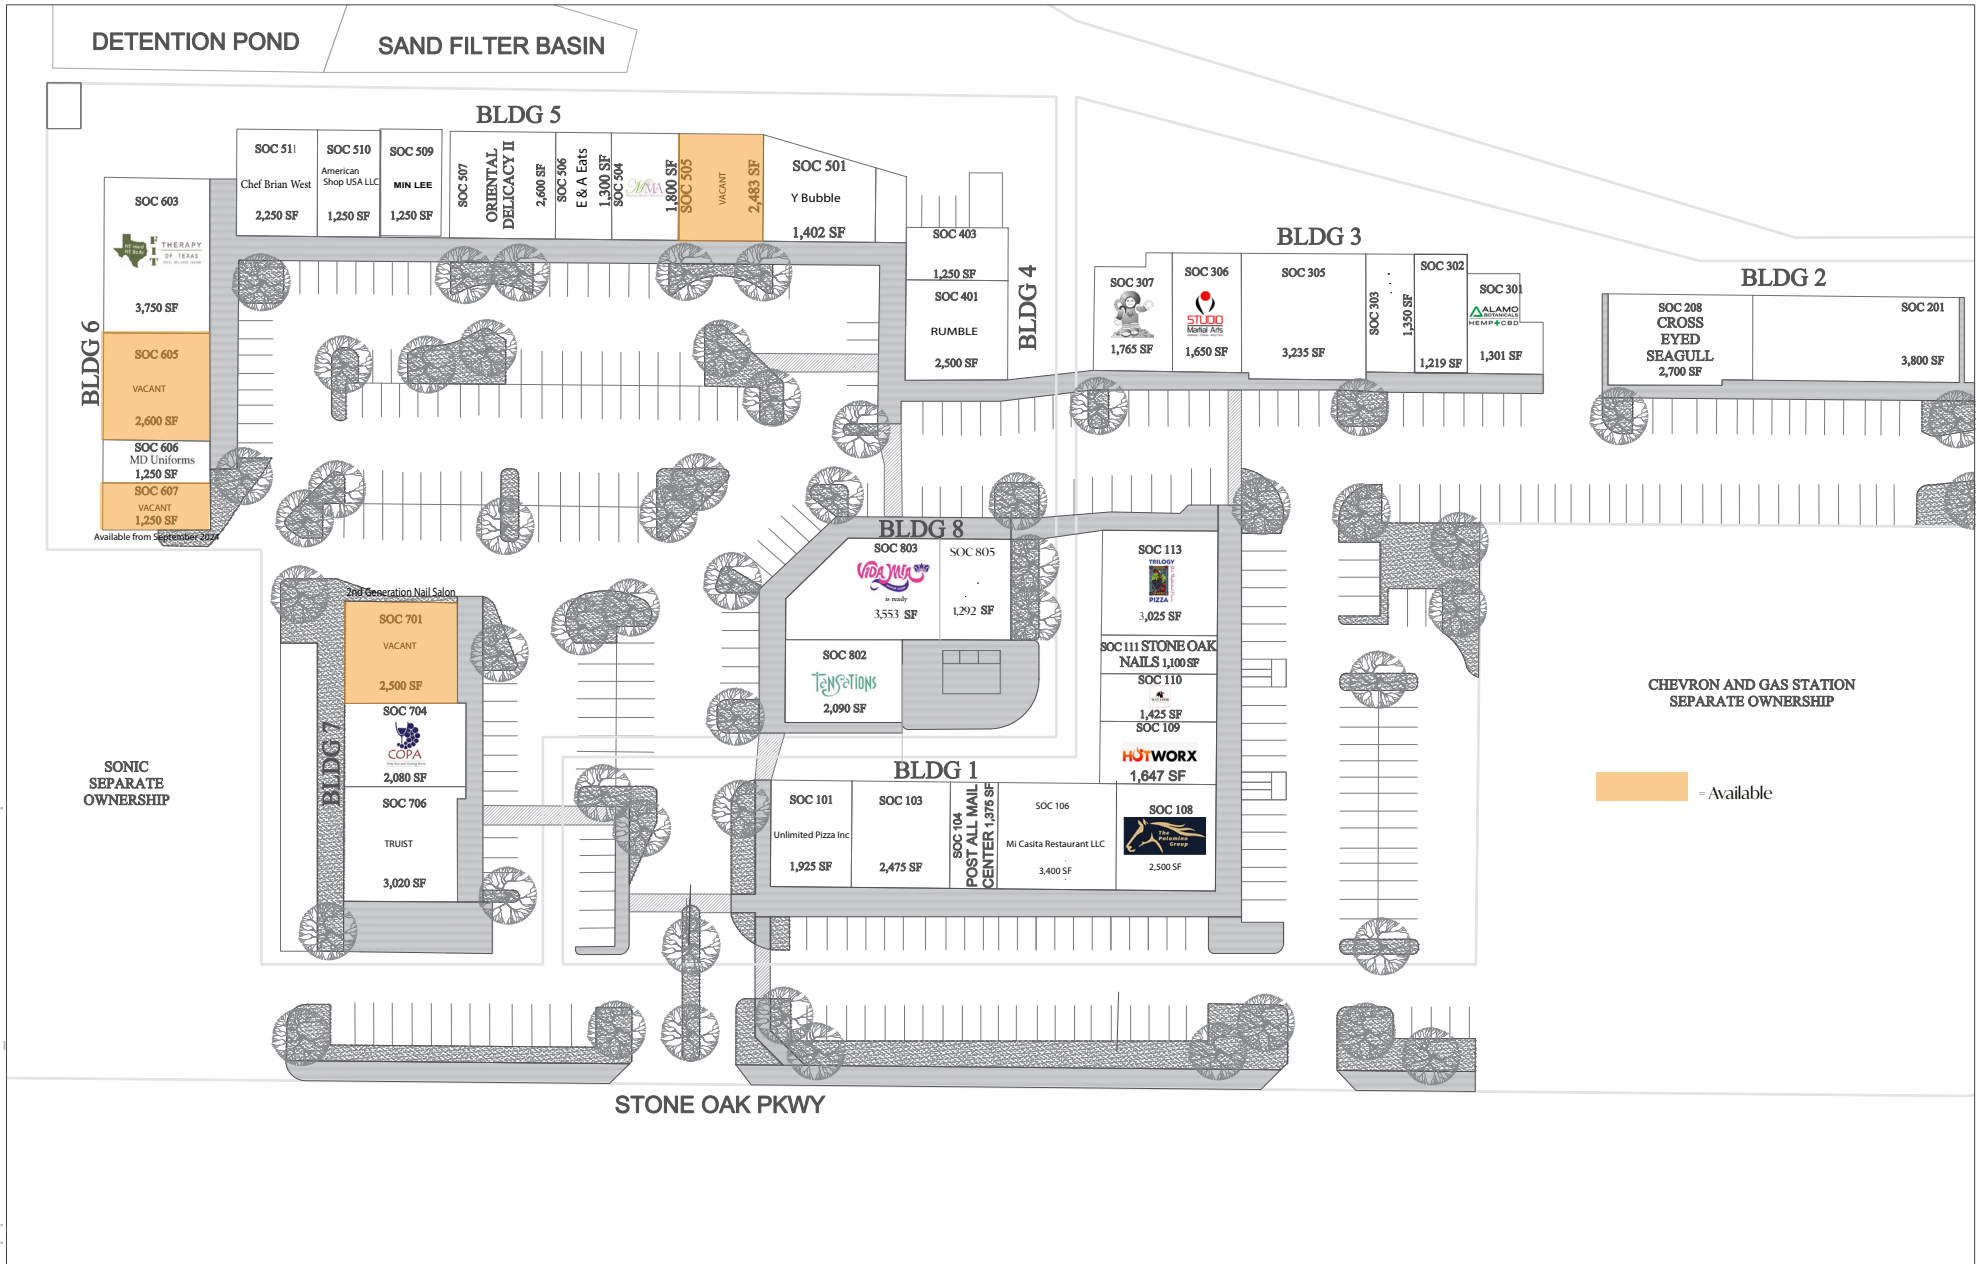 DETENTION POND
SAND FILTER BASIN
BLDG 5
SOC 511
Chef Brian West
2,250 SF
SOC 510
American
Shop USA LLC
1,250 SF
SOC 509
MIN LEE
1,250 SF
SOC 507
ORIENTAL
DELICACY II
2,600 SF
SOC 506
E & A Eats
1,300 SF
SOC 504
1,800 SF
SOC 505
VACANT
2,483 SF
SOC 501
Y Bubble
1,402 SF
BLDG 6
SOC 603
FIT
THERAPY
OF TEXAS
3,750 SF
SOC 605
VACANT
2,600 SF
SOC 606
MD Uniforms
1,250 SF
SOC 607
VACANT
1,250 SF
Available from September 2024
BLDG 4
SOC 403
1,250 SF
SOC 401
RUMBLE
2,500 SF
BLDG 3
SOC 307
1,765 SF
SOC 306
STUDIO
Martial Arts
1,650 SF
SOC 305
3,235 SF
SOC 303
1,350 SF
SOC 302
1,219 SF
SOC 301
ALAMO
BOTANICALS
HEMP+CBD
1,301 SF
BLDG 2
SOC 208
CROSS
EYED
SEAGULL
2,700 SF
SOC 201
3,800 SF
BLDG 8
SOC 803
VIDA MIA
is ready
3,553 SF
SOC 805
1,292 SF
SOC 802
TENSATIONS
2,090 SF
SOC 113
TRILOGY
PIZZA
3,025 SF
SOC 111 STONE OAK
NAILS 1,100 SF
SOC 110
1,425 SF
SOC 109
HOTWORX
1,647 SF
2nd Generation Nail Salon
BLDG 7
SOC 701
VACANT
2,500 SF
SOC 704
COPA
2,080 SF
SOC 706
TRUIST
3,020 SF
BLDG 1
SOC 101
Unlimited Pizza Inc
1,925 SF
SOC 103
2,475 SF
SOC 104
POST ALL MAIL
CENTER 1,375 SF
SOC 106
Mi Casita Restaurant LLC
3,400 SF
SOC 108
The
Palomino
Group
2,500 SF
SONIC
SEPARATE
OWNERSHIP
CHEVRON AND GAS STATION
SEPARATE OWNERSHIP
= Available
STONE OAK PKWY